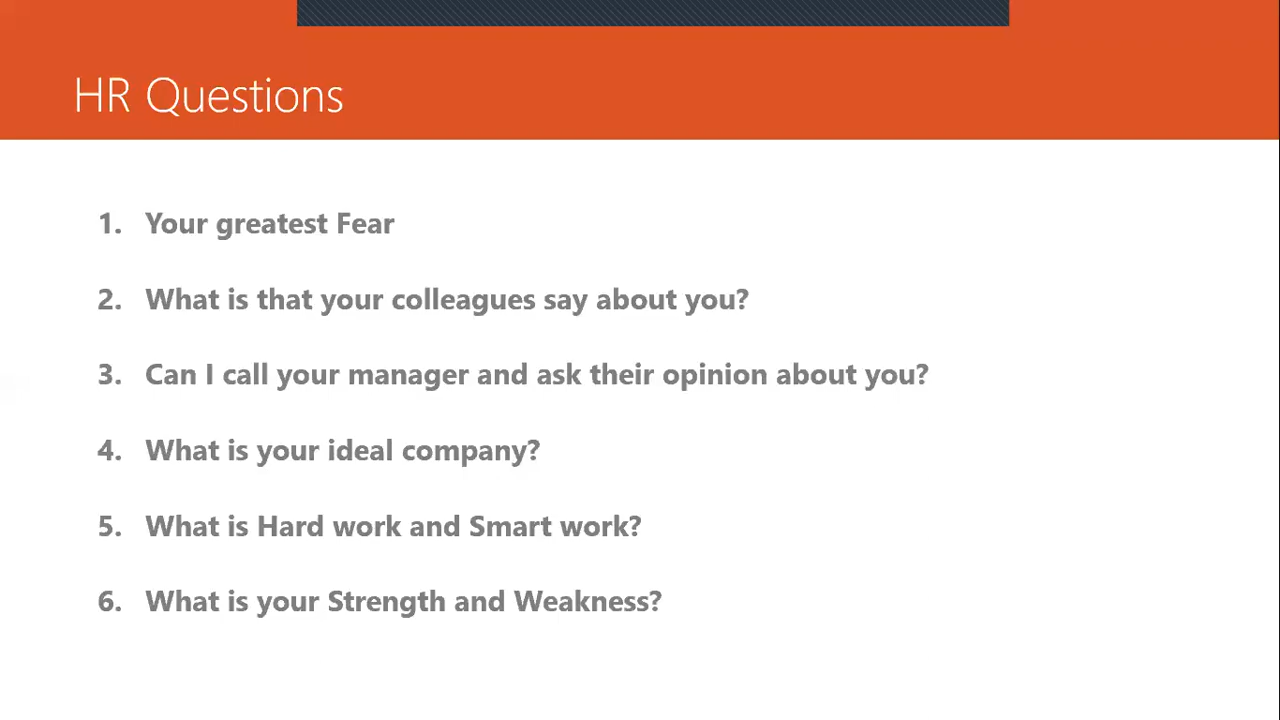 HR Questions
1. Your greatest Fear
2. What is that your colleagues say about you?
3. Can I call your manager and ask their opinion about you?
4. What is your ideal company?
5. What is Hard work and Smart work?
6. What is your Strength and Weakness?